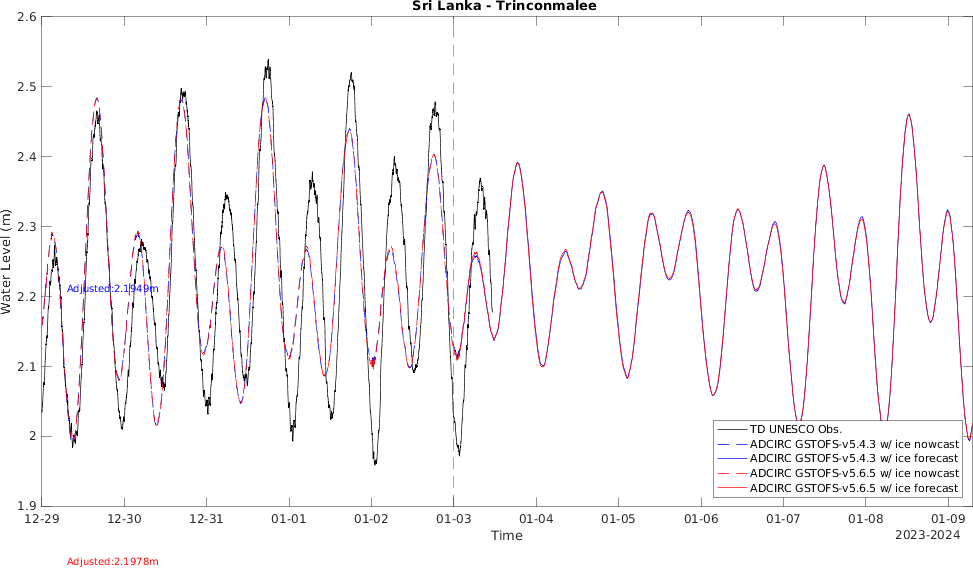 Sri Lanka - Trinconmalee
2.6
2.5
2.4
2.3
2.2
2.1
2
1.9
Water Level (m)
Adjusted:2.1949m
TD UNESCO Obs.
ADCIRC GSTOFS-v5.4.3 w/ ice nowcast
ADCIRC GSTOFS-v5.4.3 w/ ice forecast
ADCIRC GSTOFS-v5.6.5 w/ ice nowcast
ADCIRC GSTOFS-v5.6.5 w/ ice forecast
12-29 12-30 12-31 01-01 01-02 01-03 01-04 01-05 01-06 01-07 01-08 01-09
Time
2023-2024
Adjusted:2.1978m